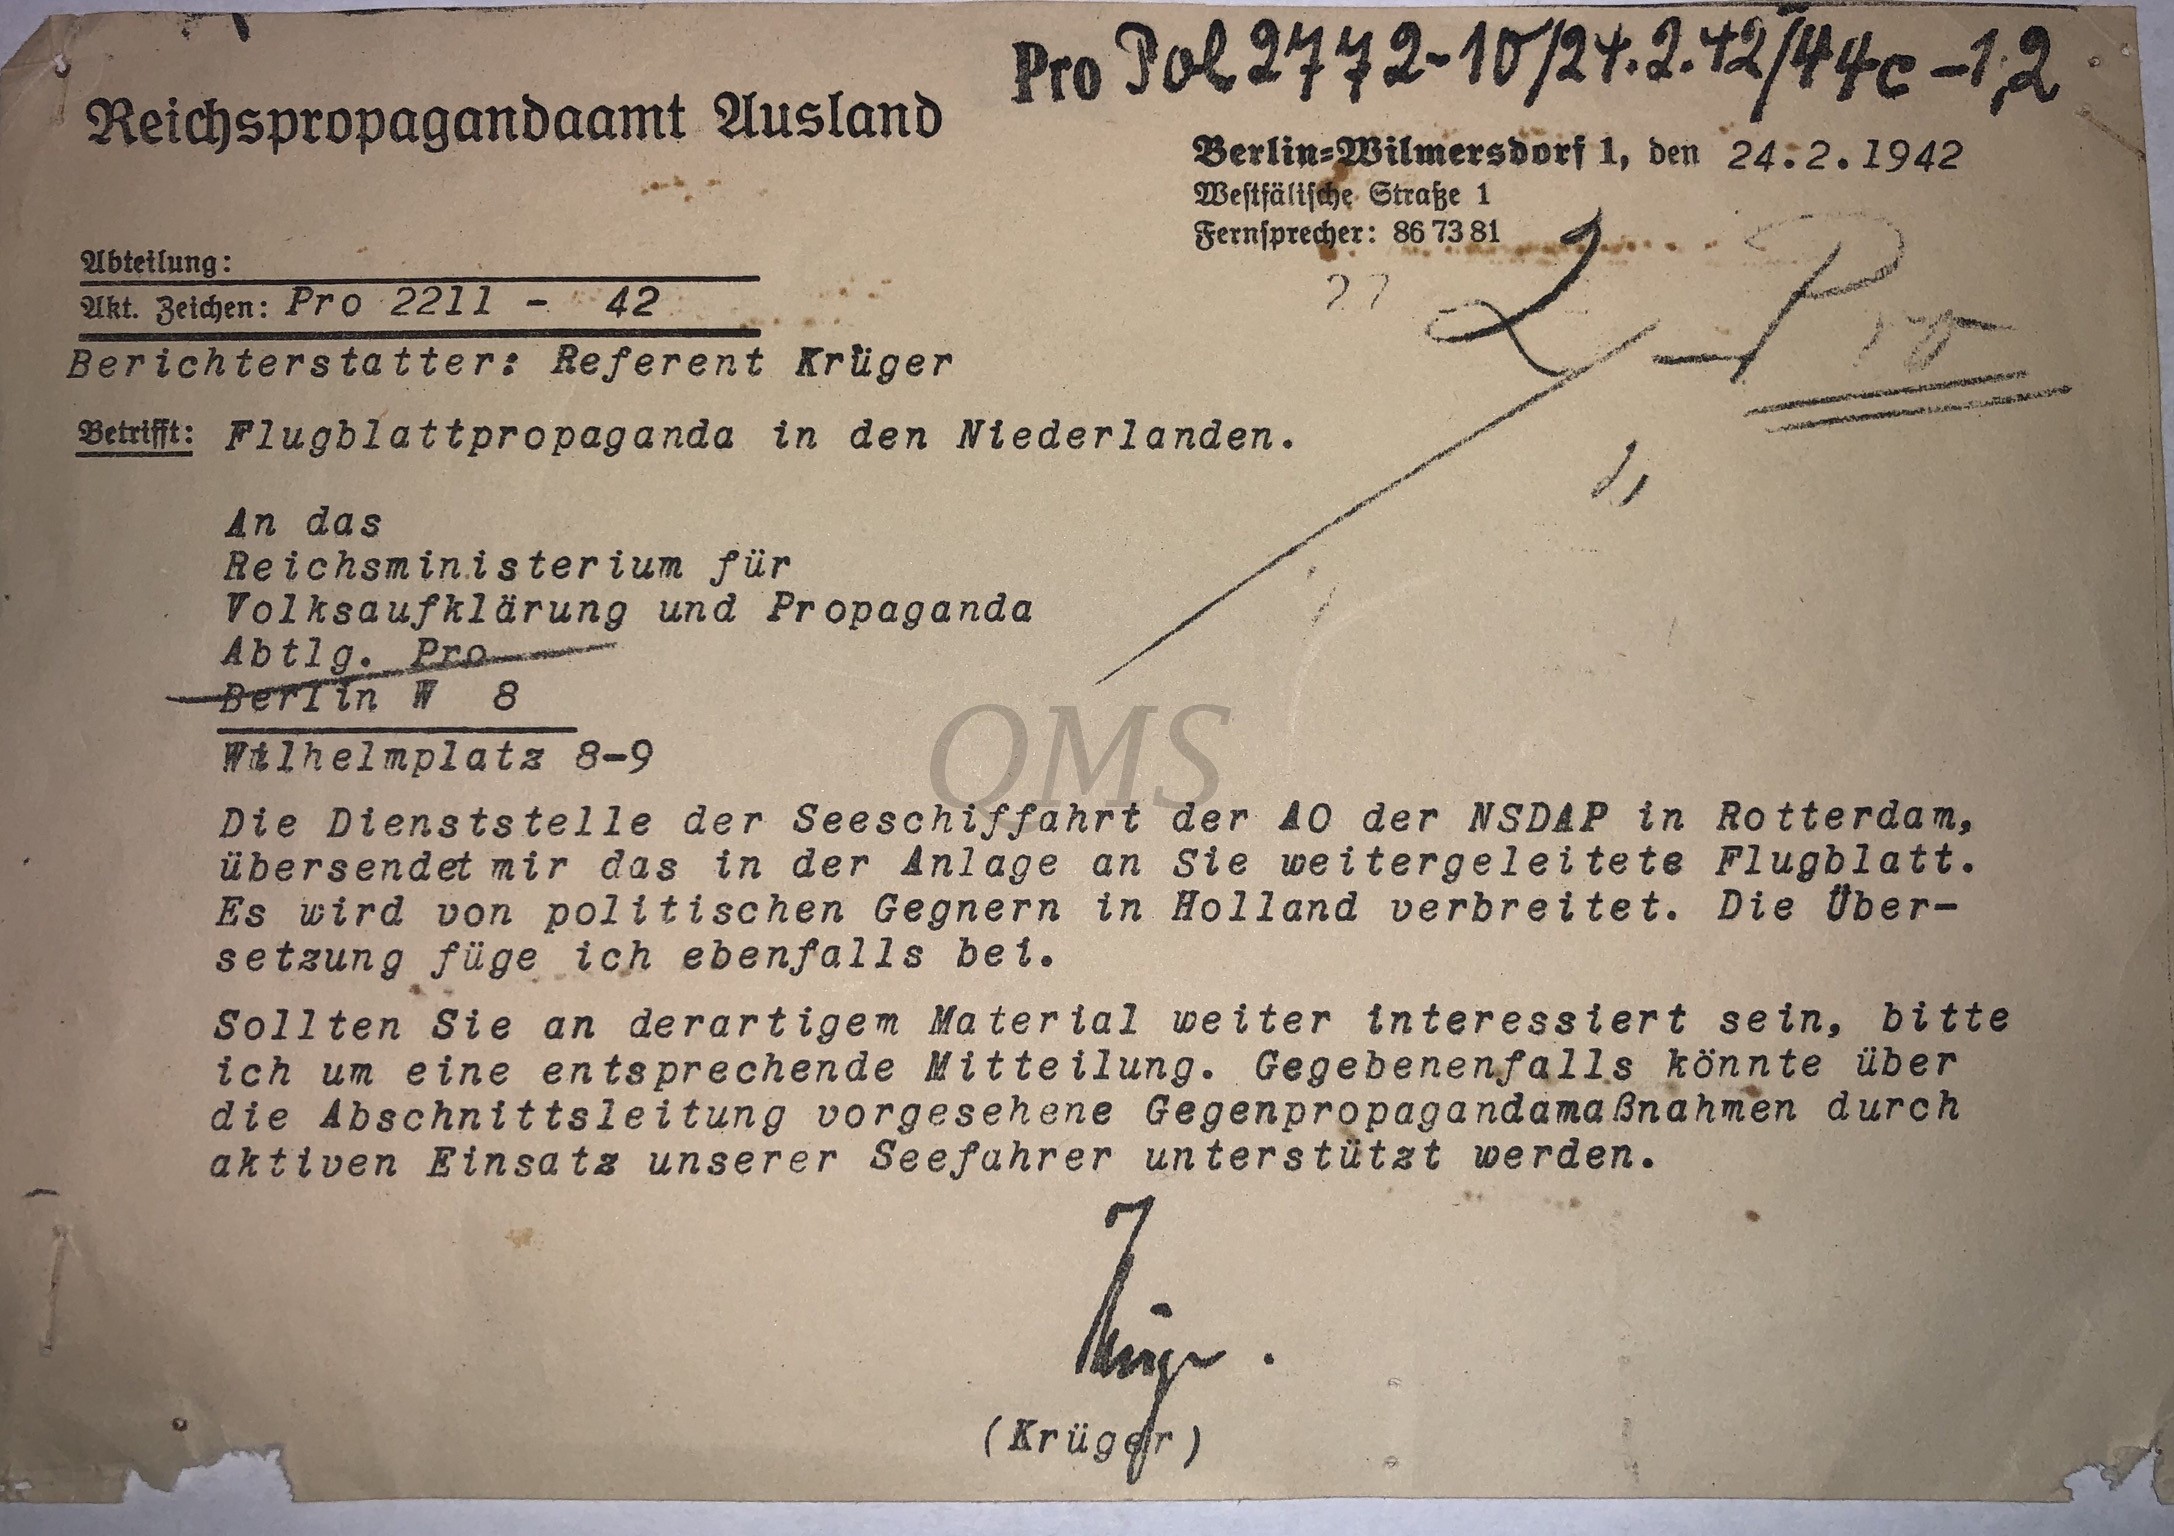 Pro Pol 2772-10/24.2.42/44c-1,2
Reichspropagandaamt Ausland
Berlin=Wilmersdorf 1, den 24.2.1942
Westfälische Straße 1
Fernsprecher: 86 73 81
Abteilung:
Akt. Zeichen: Pro 2211 - 42
Berichterstatter: Referent Krüger
Pro
Betrifft: Flugblattpropaganda in den Niederlanden.
An das
Reichsministerium für
Volksaufklärung und Propaganda
Abtlg. Pro
Berlin W 8
Wilhelmplatz 8-9
QMS
Die Dienststelle der Seeschiffahrt der AO der NSDAP in Rotterdam,
übersendet mir das in der Anlage an Sie weitergeleitete Flugblatt.
Es wird von politischen Gegnern in Holland verbreitet. Die Über-
setzung füge ich ebenfalls bei.
Sollten Sie an derartigem Material weiter interessiert sein, bitte
ich um eine entsprechende Mitteilung. Gegebenenfalls könnte über
die Abschnittsleitung vorgesehene Gegenpropagandamaßnahmen durch
aktiven Einsatz unserer Seefahrer unterstützt werden.
Krüger.
(Krüger)